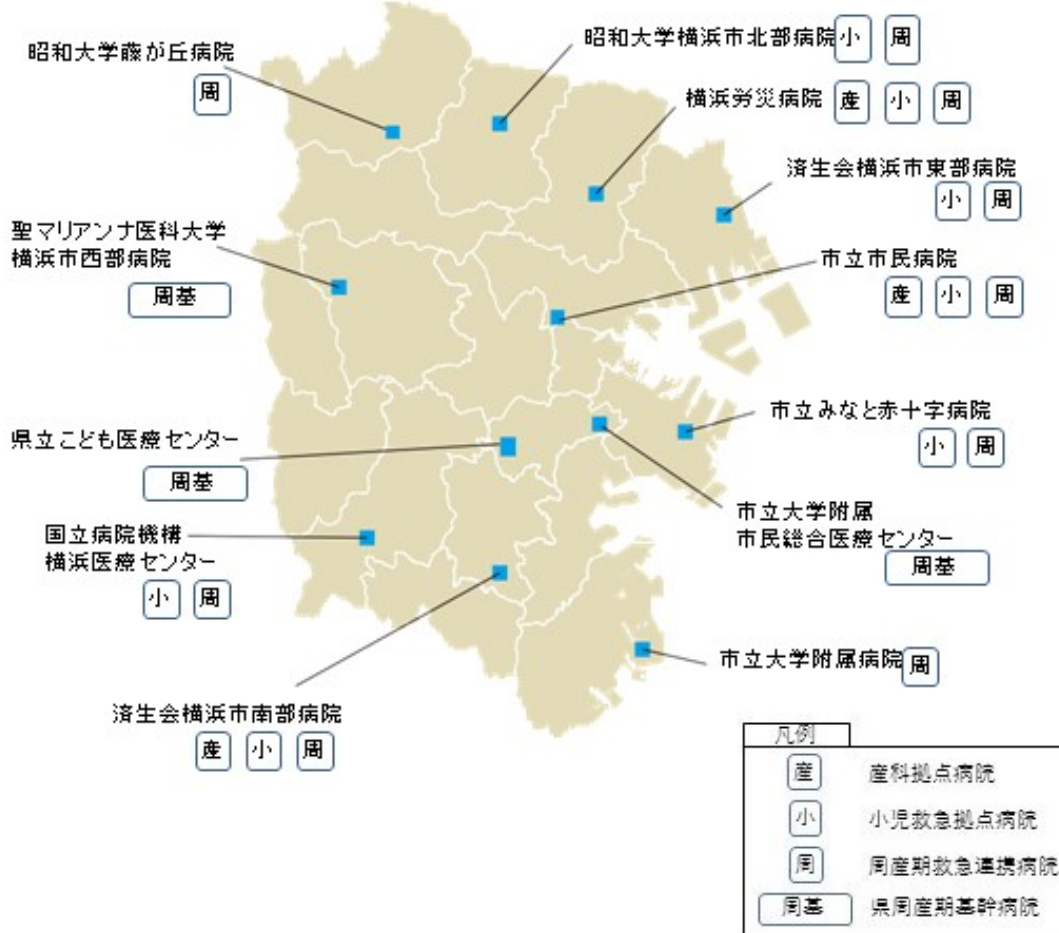 昭和大学藤が丘病院
周
昭和大学横浜市北部病院 小 周
横浜労災病院 産 小 周
済生会横浜市東部病院
小 周
聖マリアンナ医科大学
横浜市西部病院
周基
市立市民病院
産 小 周
市立みなと赤十字病院
小 周
県立こども医療センター
周基
市立大学附属
市民総合医療センター
周基
国立病院機構
横浜医療センター
小 周
市立大学附属病院 周
済生会横浜市南部病院
産 小 周
凡例
産 産科拠点病院
小 小児救急拠点病院
周 周産期救急連携病院
周基 県周産期基幹病院